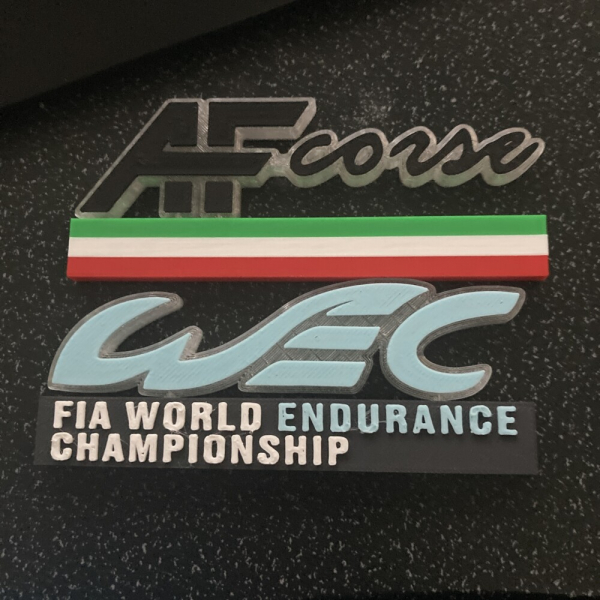 AF corse
WEC
FIA WORLD ENDURANCE
CHAMPIONSHIP